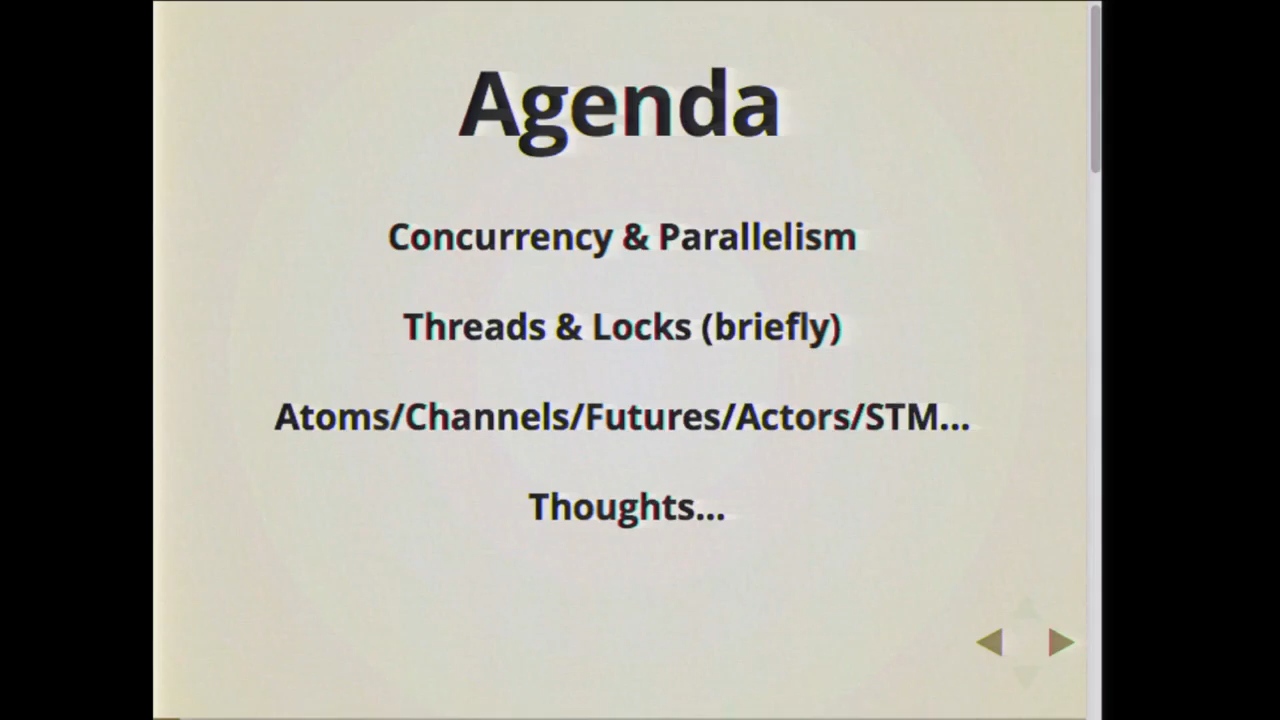 Agenda
Concurrency & Parallelism
Threads & Locks (briefly)
Atoms/Channels/Futures/Actors/STM...
Thoughts...